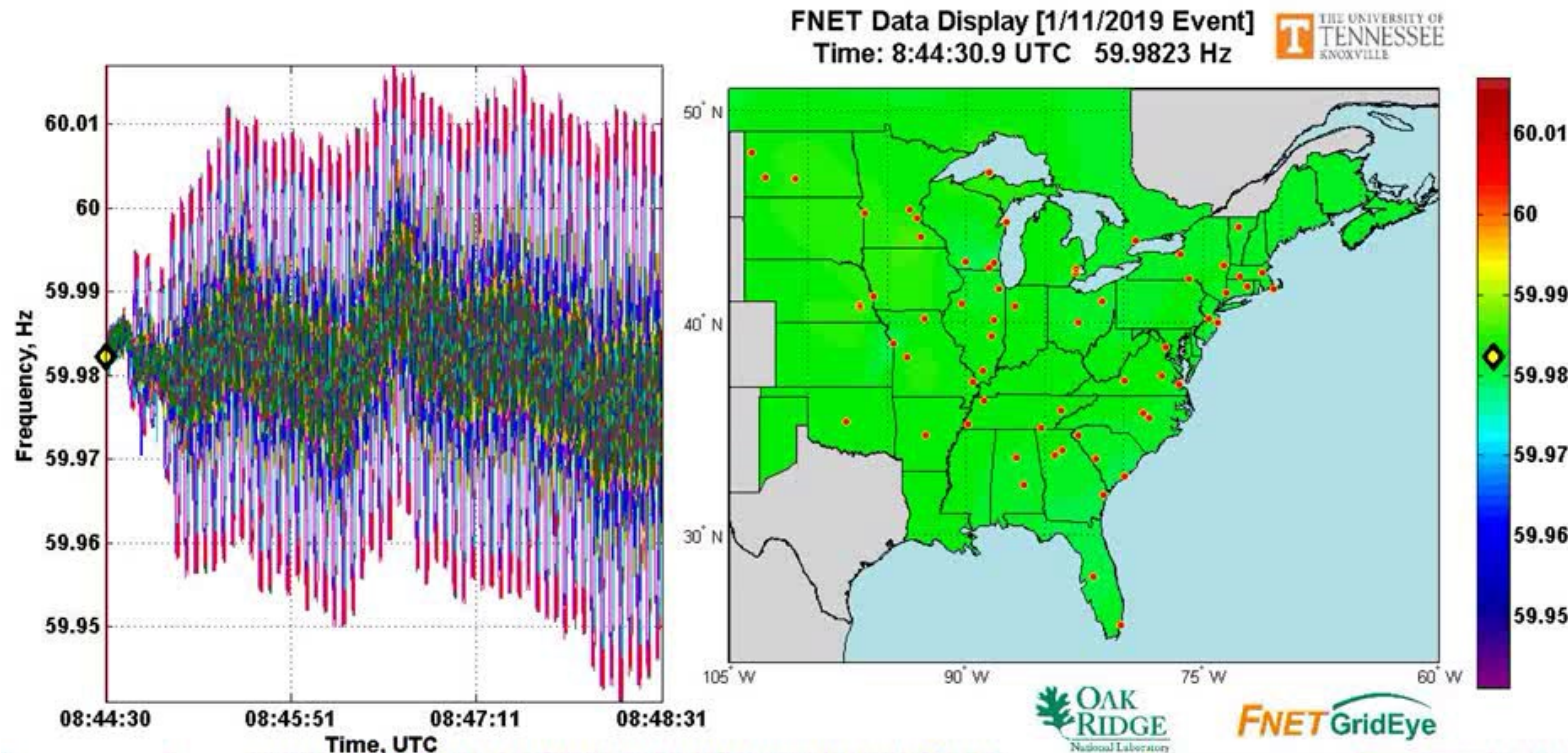 FNET Data Display [1/11/2019 Event]
Time: 8:44:30.9 UTC 59.9823 Hz
T
THE UNIVERSITY OF
TENNESSEE
KNOXVILLE
Frequency, Hz
60.01
60
59.99
59.98
59.97
59.96
59.95
08:44:30 08:45:51 08:47:11 08:48:31
Time, UTC
50° N
40° N
30° N
105° W 90° W 75° W 60° W
60.01
60
59.99
59.98
59.97
59.96
59.95
OAK
RIDGE
National Laboratory
FNET GridEye